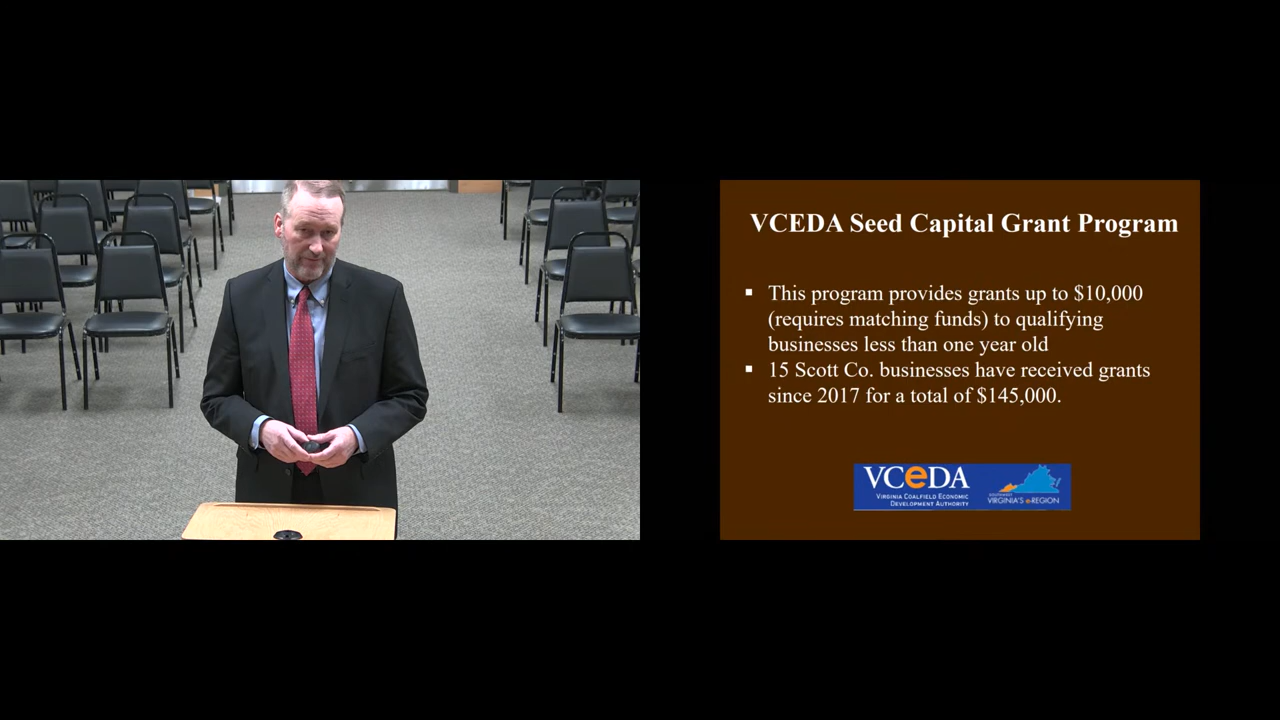 VCEDA Seed Capital Grant Program
▪ This program provides grants up to $10,000
(requires matching funds) to qualifying
businesses less than one year old
▪ 15 Scott Co. businesses have received grants
since 2017 for a total of $145,000.
VCeDA
VIRGINIA COALFIELD ECONOMIC
DEVELOPMENT AUTHORITY
SOUTHWEST
VIRGINIA'S e-REGION